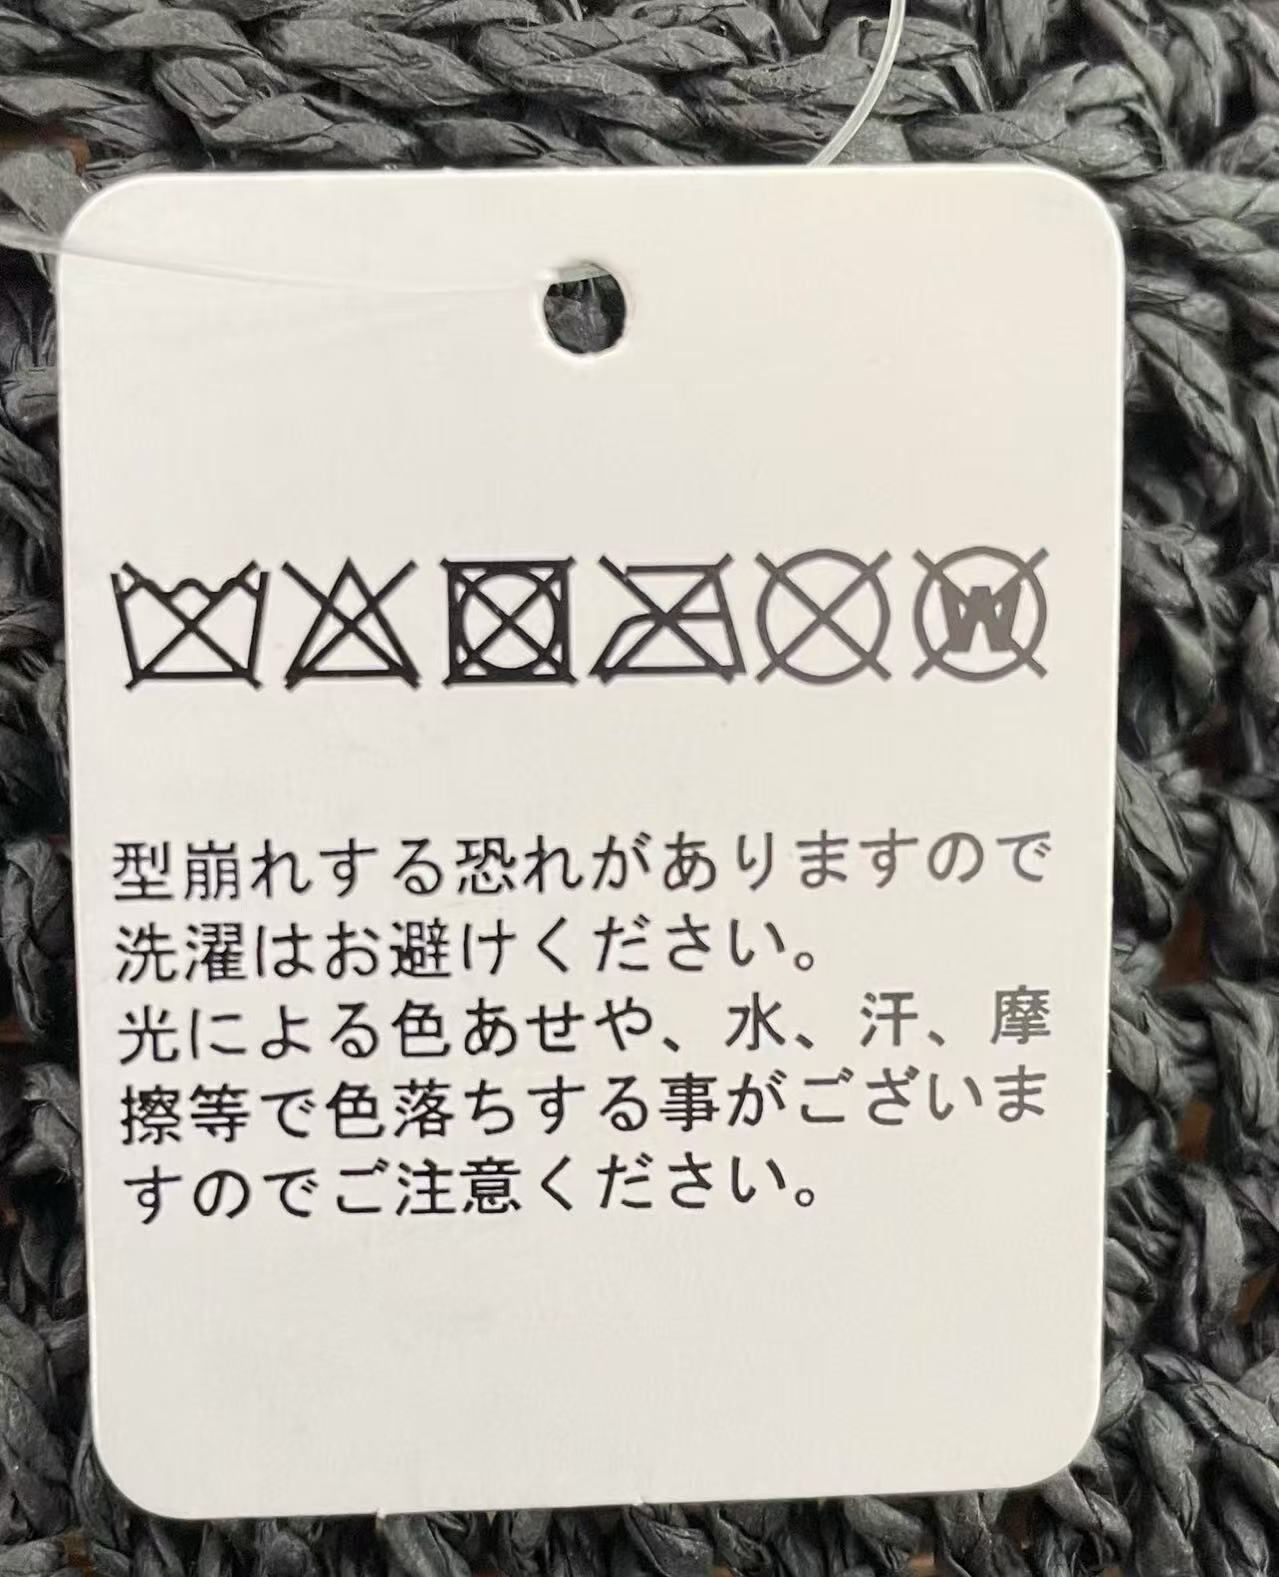 型崩れする恐れがありますので
洗濯はお避けください。
光による色あせや、水、汗、摩
擦等で色落ちする事がございま
すのでご注意ください。